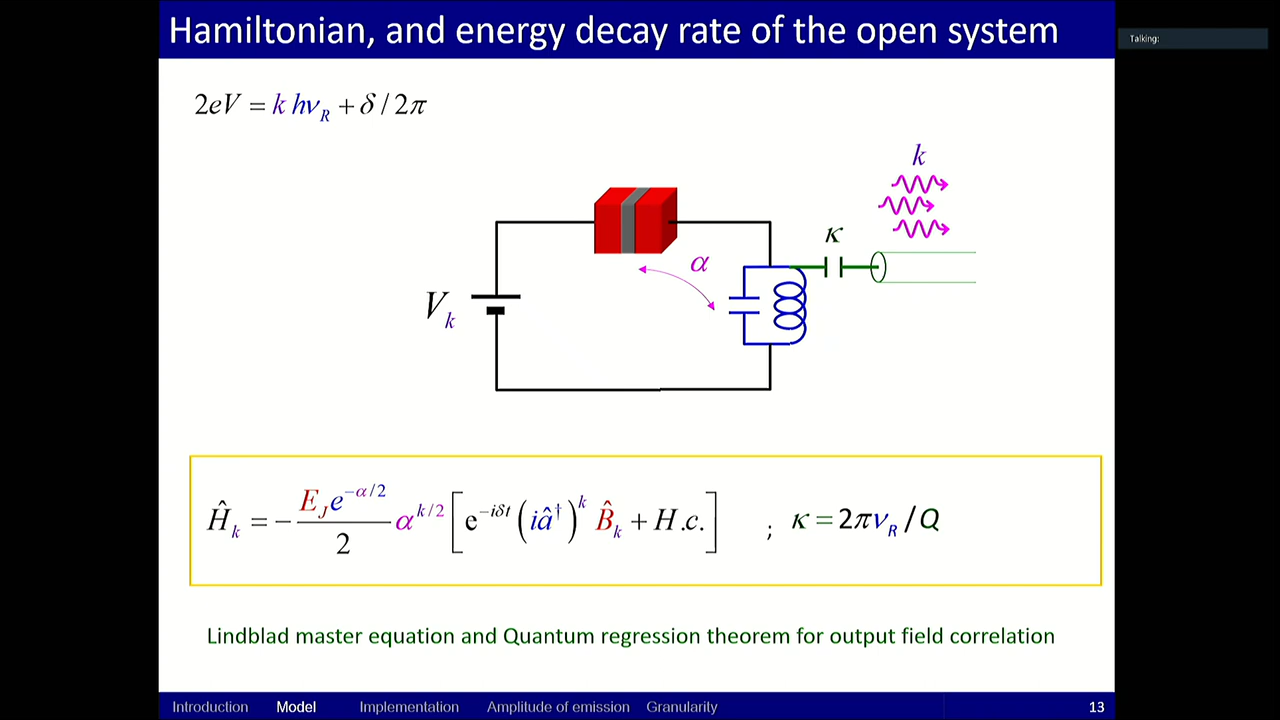 Hamiltonian, and energy decay rate of the open system
Talking:
2eV = k hν_R + δ / 2π
k
κ
α
V_k
Ĥ_k = − E_J e^{−α/2} / 2 α^{k/2} [ e^{−iδt} (iâ†)^k B̂_k + H.c. ] ; κ = 2πν_R / Q
Lindblad master equation and Quantum regression theorem for output field correlation
Introduction Model Implementation Amplitude of emission Granularity 13